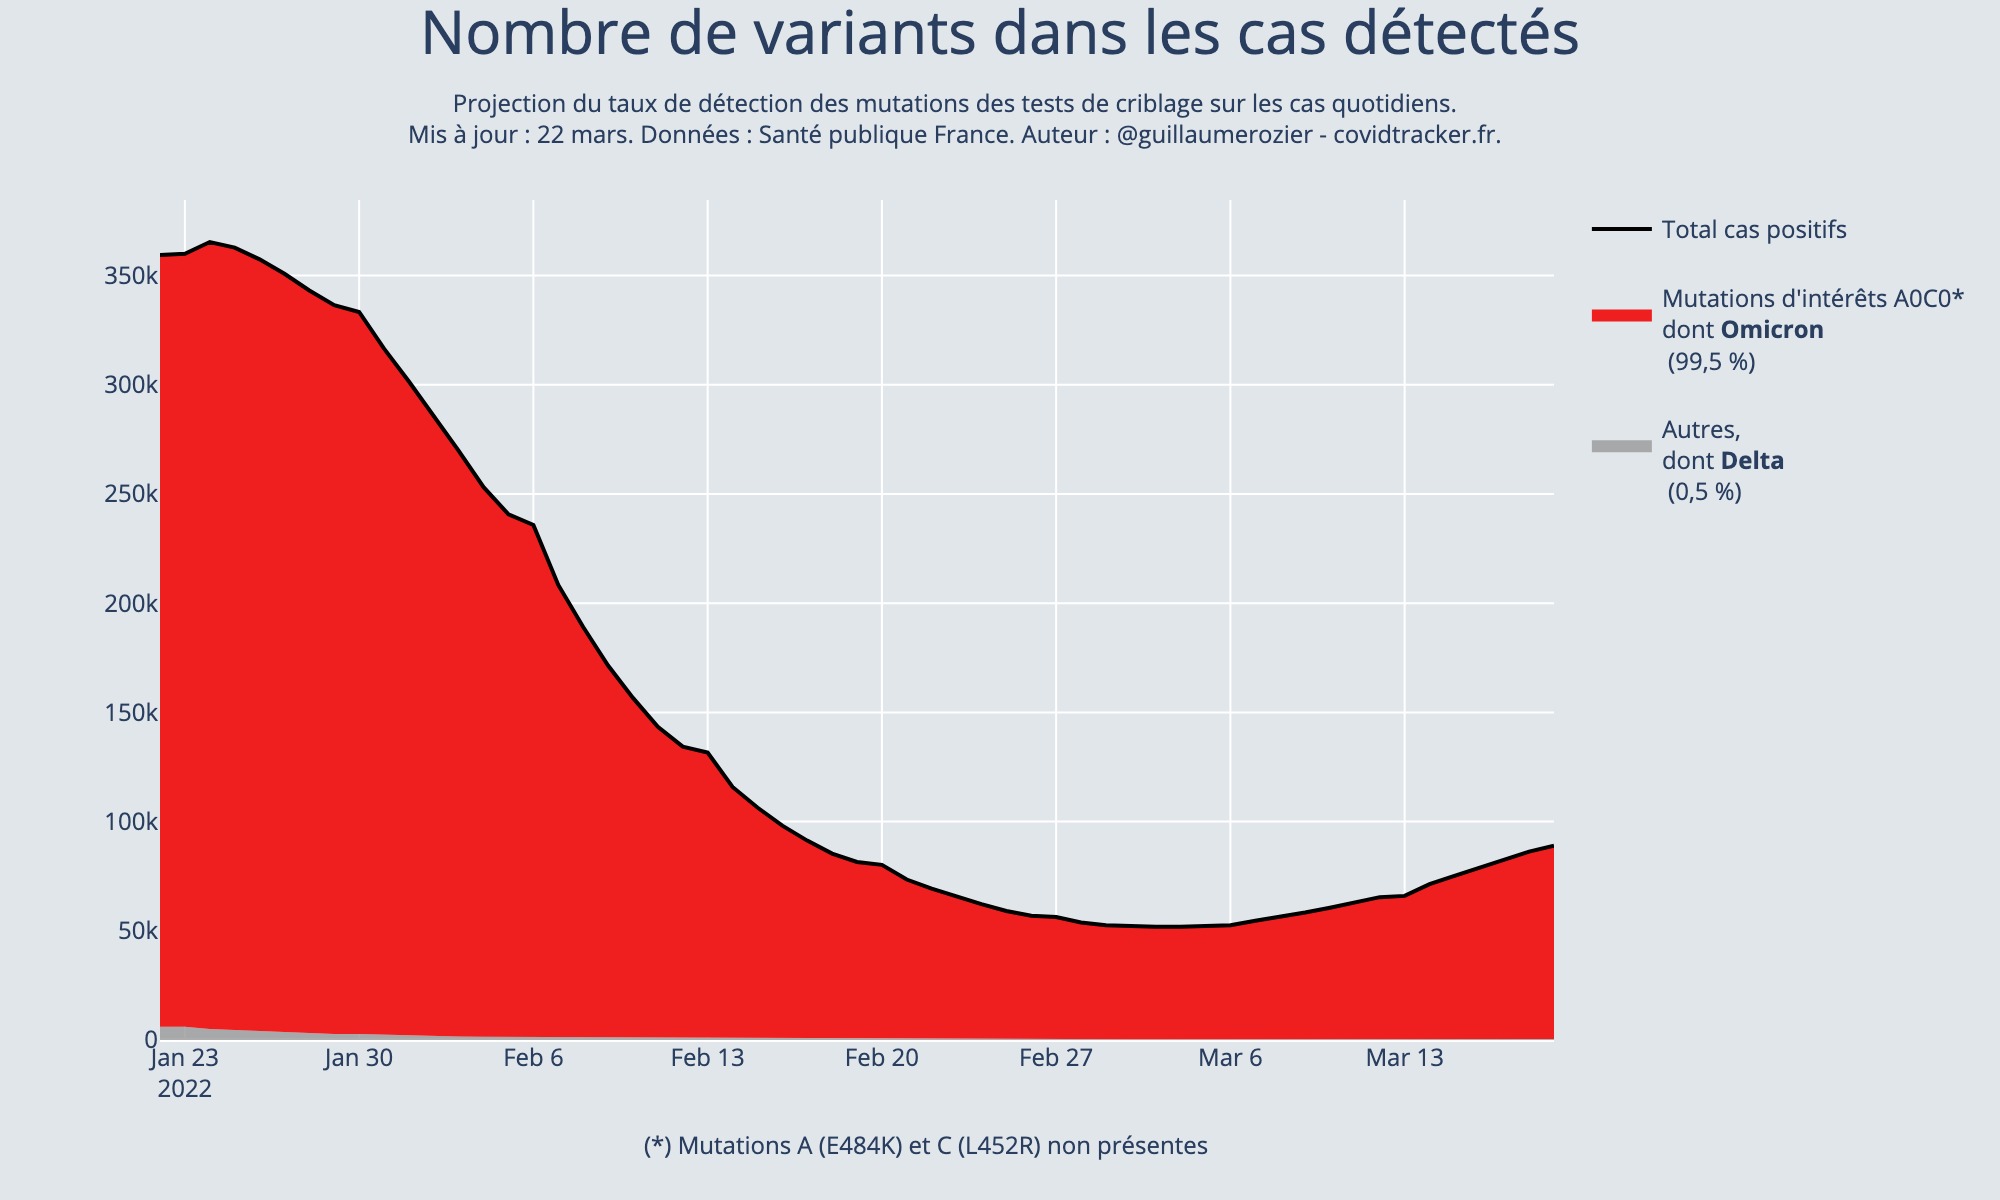 Nombre de variants dans les cas détectés
Projection du taux de détection des mutations des tests de criblage sur les cas quotidiens.
Mis à jour : 22 mars. Données : Santé publique France. Auteur : @guillaumerozier - covidtracker.fr.
Total cas positifs
Mutations d'intérêts A0C0*
dont Omicron
(99,5 %)
Autres,
dont Delta
(0,5 %)
350k
300k
250k
200k
150k
100k
50k
0
Jan 23 Jan 30 Feb 6 Feb 13 Feb 20 Feb 27 Mar 6 Mar 13
2022
(*) Mutations A (E484K) et C (L452R) non présentes